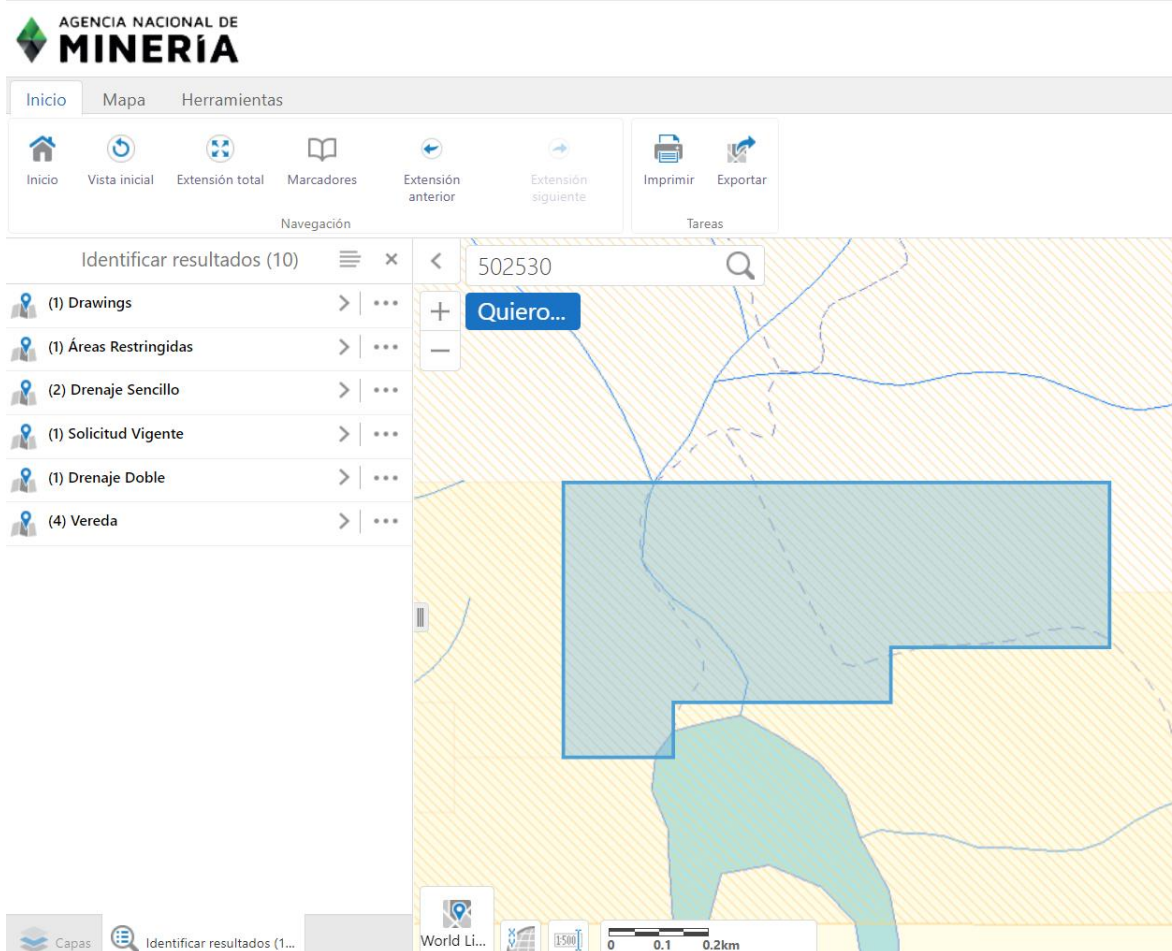 AGENCIA NACIONAL DE
MINERÍA
Inicio Mapa Herramientas
Inicio Vista inicial Extensión total Marcadores Extensión anterior Extensión siguiente Imprimir Exportar
Navegación Tareas
Identificar resultados (10)
502530
(1) Drawings
Quiero...
(1) Áreas Restringidas
(2) Drenaje Sencillo
(1) Solicitud Vigente
(1) Drenaje Doble
(4) Vereda
Capas Identificar resultados (1...
World Li... 1:500 0 0.1 0.2km